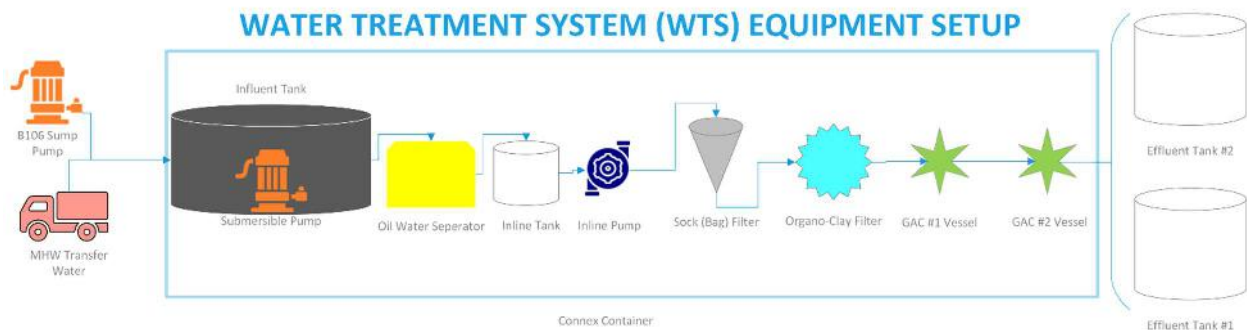 WATER TREATMENT SYSTEM (WTS) EQUIPMENT SETUP
Influent Tank
B106 Sump
Pump
Submersible Pump
MHW Transfer
Water
Oil Water Seperator
Inline Tank
Inline Pump
Sock (Bag) Filter
Organo-Clay Filter
GAC #1 Vessel
GAC #2 Vessel
Effluent Tank #2
Effluent Tank #1
Connex Container